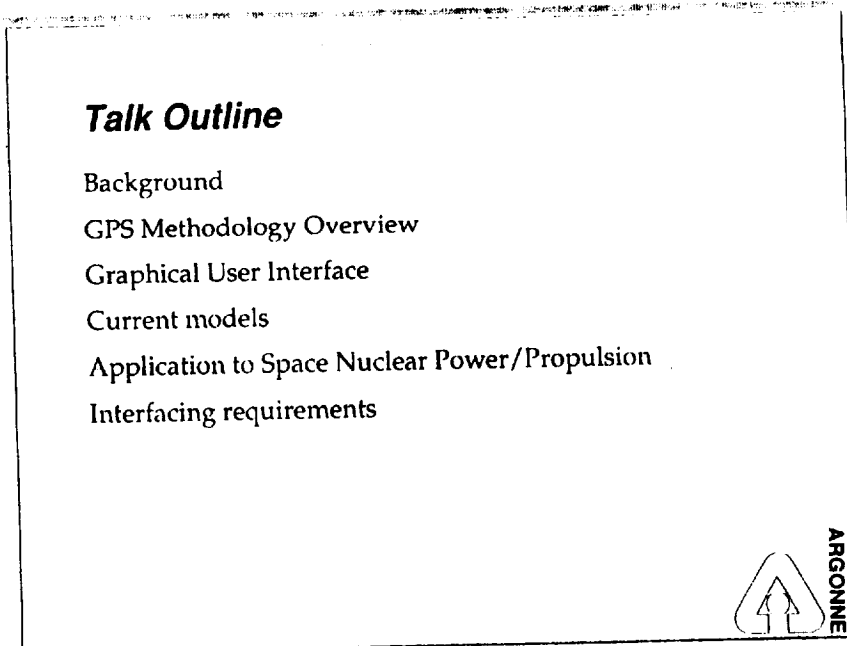 Talk Outline
Background
GPS Methodology Overview
Graphical User Interface
Current models
Application to Space Nuclear Power/Propulsion
Interfacing requirements
ARGONNE